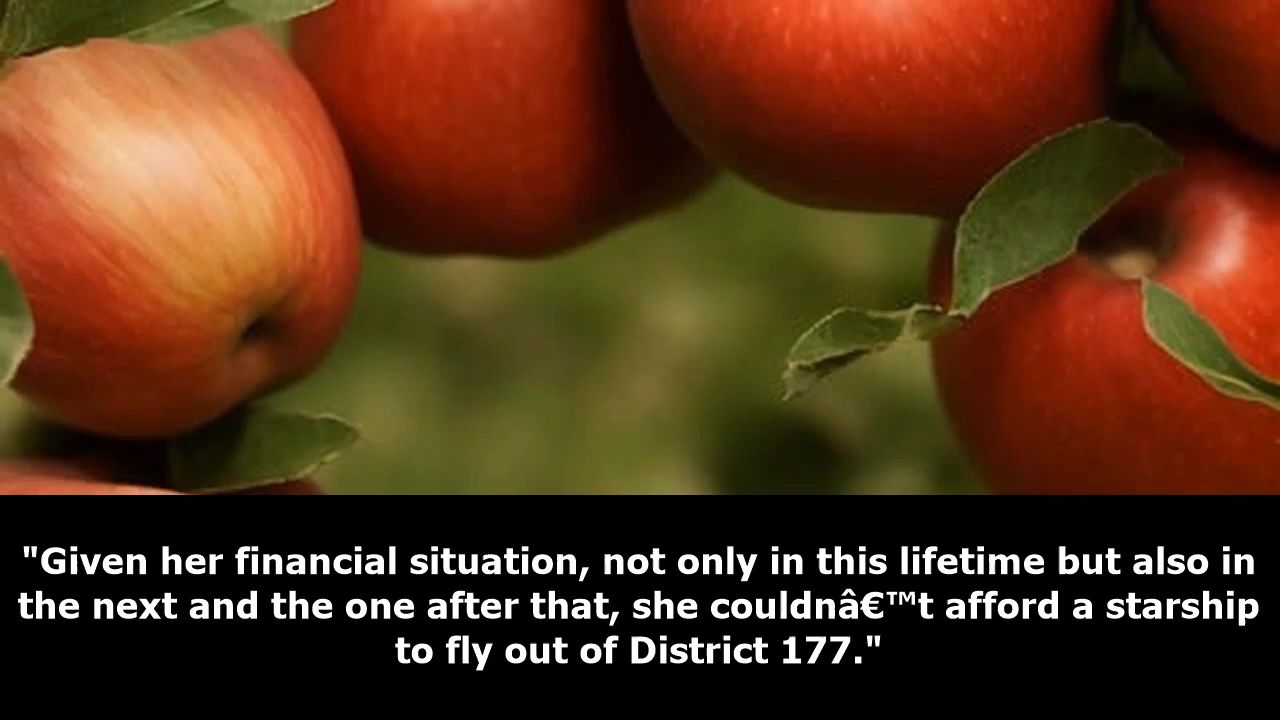 "Given her financial situation, not only in this lifetime but also in
the next and the one after that, she couldnâ€™t afford a starship
to fly out of District 177."